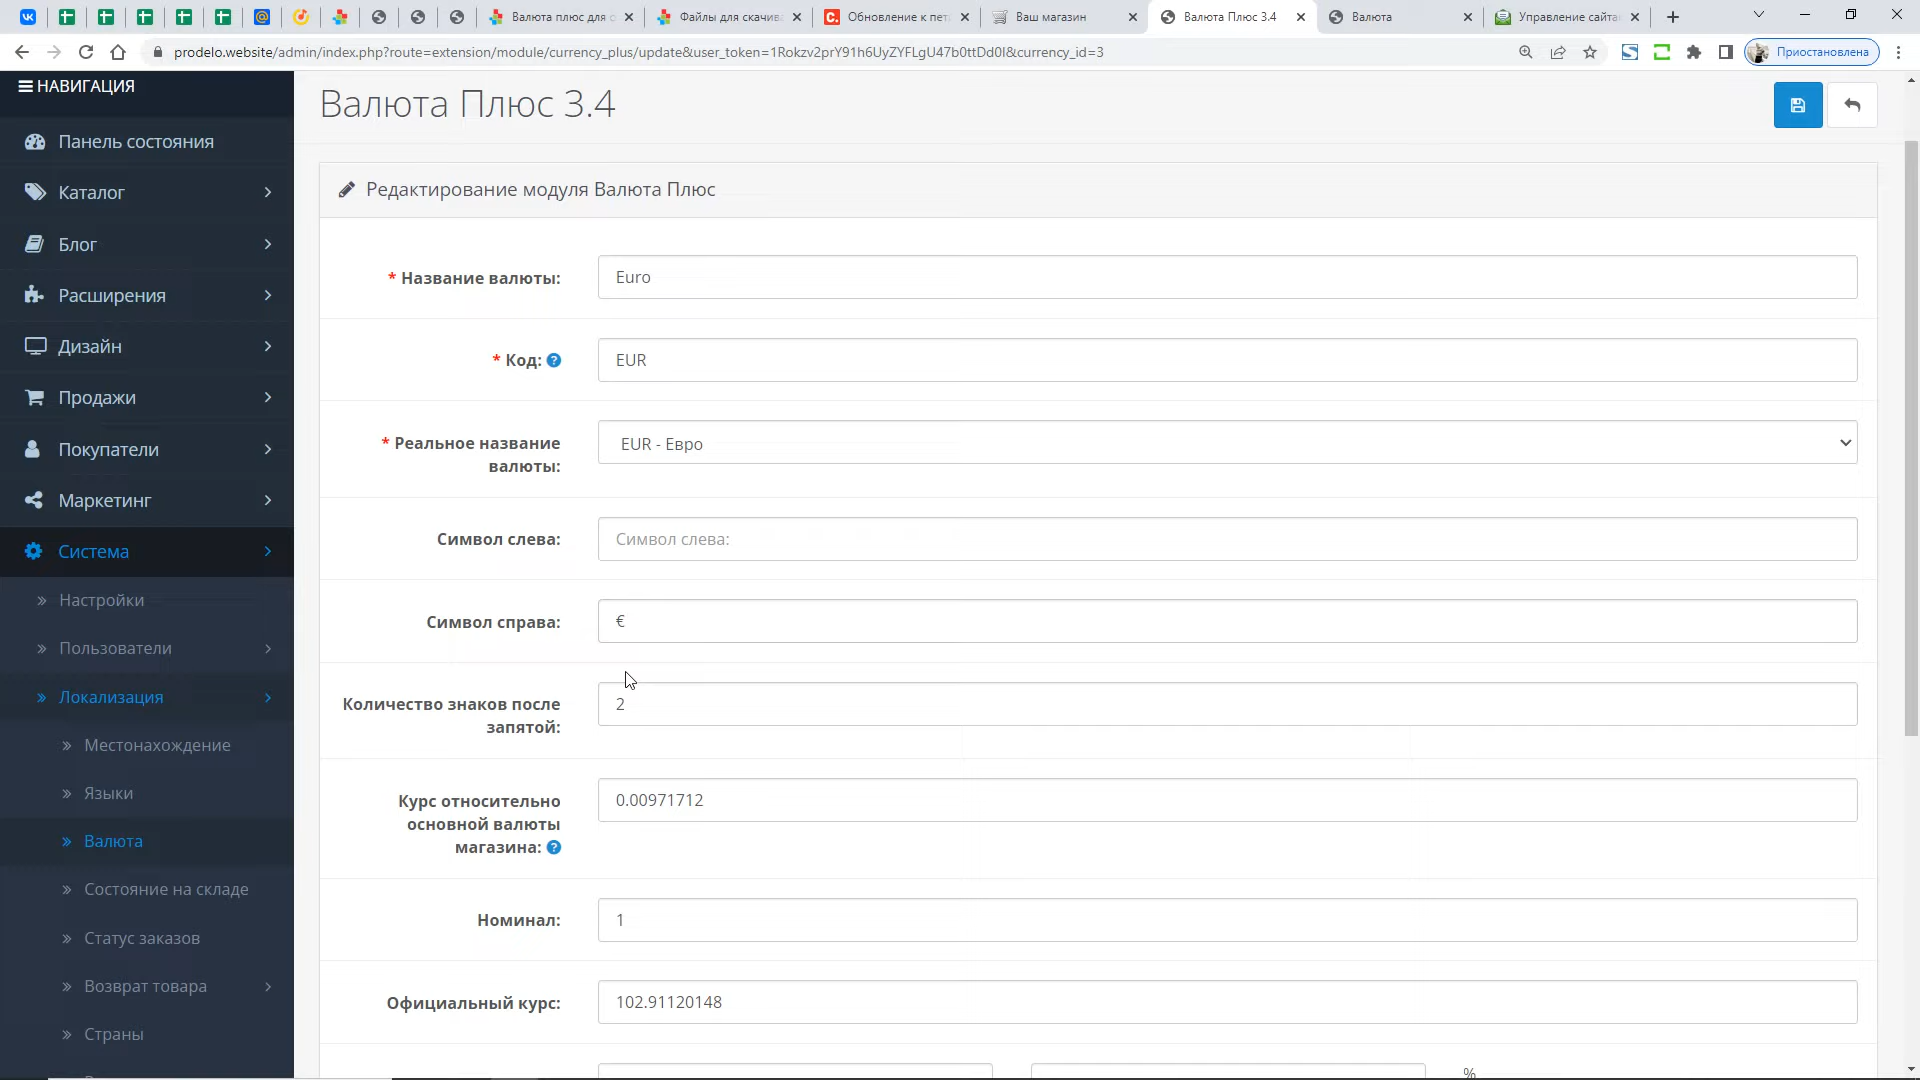 Валюта плюс для о
Файлы для скачив
Обновление к пет
Ваш магазин
Валюта Плюс 3.4
Валюта
Управление сайта
prodelo.website/admin/index.php?route=extension/module/currency_plus/update&user_token=1Rokzv2prY91h6UyZYFLgU47b0ttDd0I&currency_id=3
Приостановлена
НАВИГАЦИЯ
Панель состояния
Каталог
Блог
Расширения
Дизайн
Продажи
Покупатели
Маркетинг
Система
Настройки
Пользователи
Локализация
Местонахождение
Языки
Валюта
Состояние на складе
Статус заказов
Возврат товара
Страны
Валюта Плюс 3.4
Редактирование модуля Валюта Плюс
* Название валюты:
Euro
* Код:
EUR
* Реальное название
валюты:
EUR - Евро
Символ слева:
Символ слева:
Символ справа:
€
Количество знаков после
запятой:
2
Курс относительно
основной валюты
магазина:
0.00971712
Номинал:
1
Официальный курс:
102.91120148
%